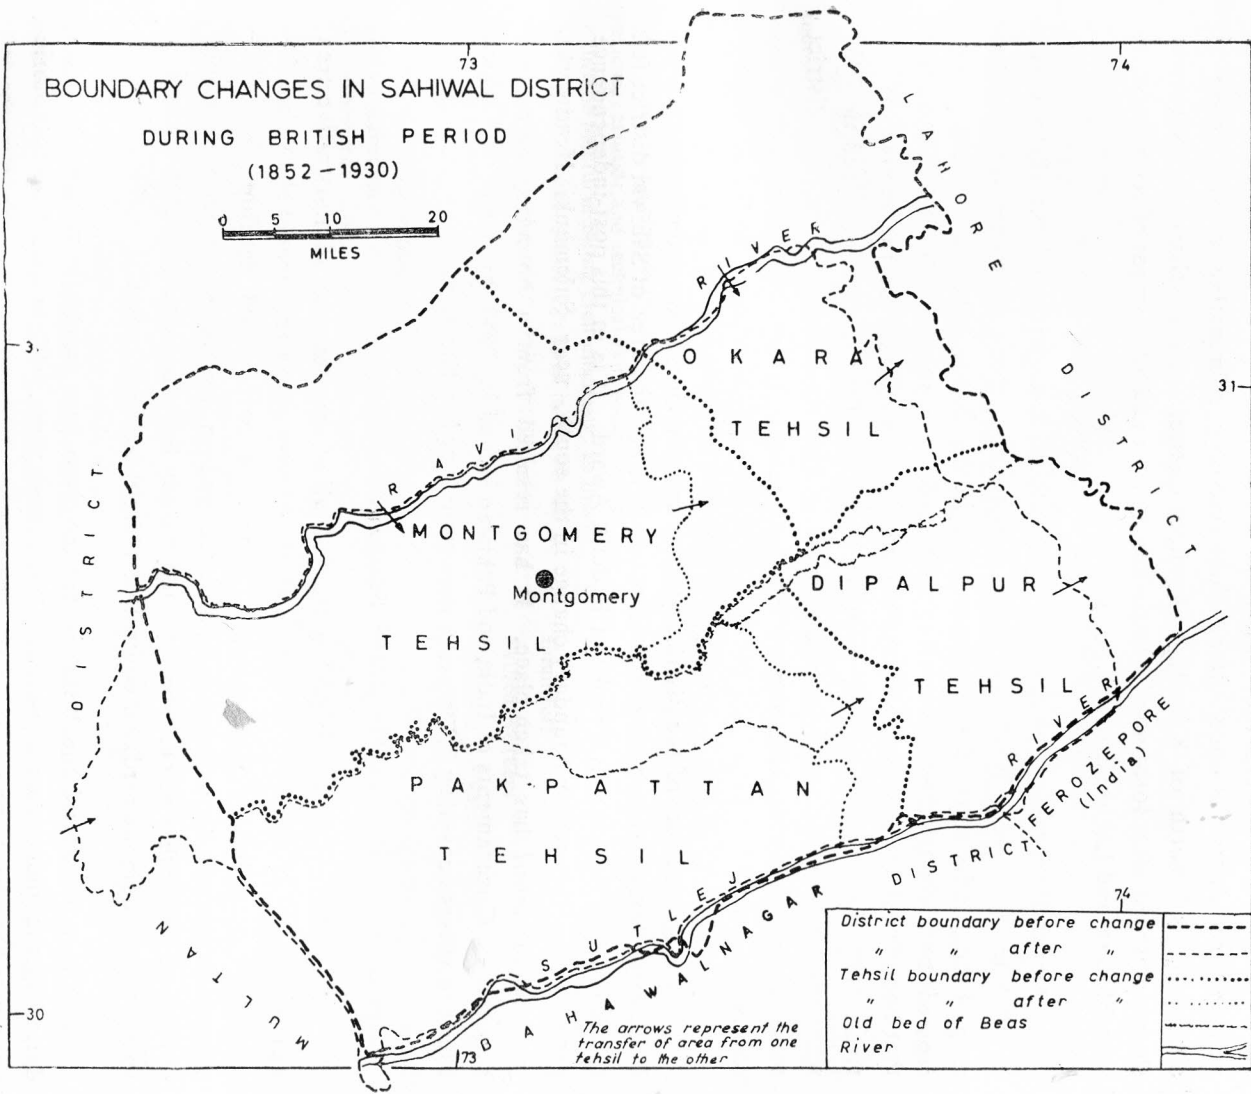 73
74
BOUNDARY CHANGES IN SAHIWAL DISTRICT
DURING BRITISH PERIOD
(1852-1930)
0 5 10 20
MILES
LAHORE
DISTRICT
RIVER
RAVI
3.
31
OKARA
TEHSIL
DISTRICT
MONTGOMERY
Montgomery
TEHSIL
DIPALPUR
TEHSIL
PAKPATTAN
TEHSIL
RIVER
SUTLEJ
FEROZEPORE
(India)
MULTAN
BAHAWALNAGAR DISTRICT
30
73
74
The arrows represent the
transfer of area from one
tehsil to the other
District boundary before change
" " after "
Tehsil boundary before change
" " after "
Old bed of Beas
River